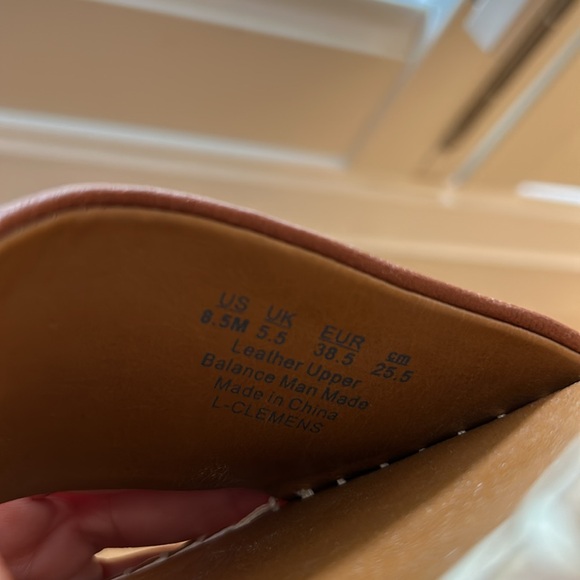 US UK EUR cm
8.5M 5.5 38.5 25.5
Leather Upper
Balance Man Made
Made in China
L-CLEMENS